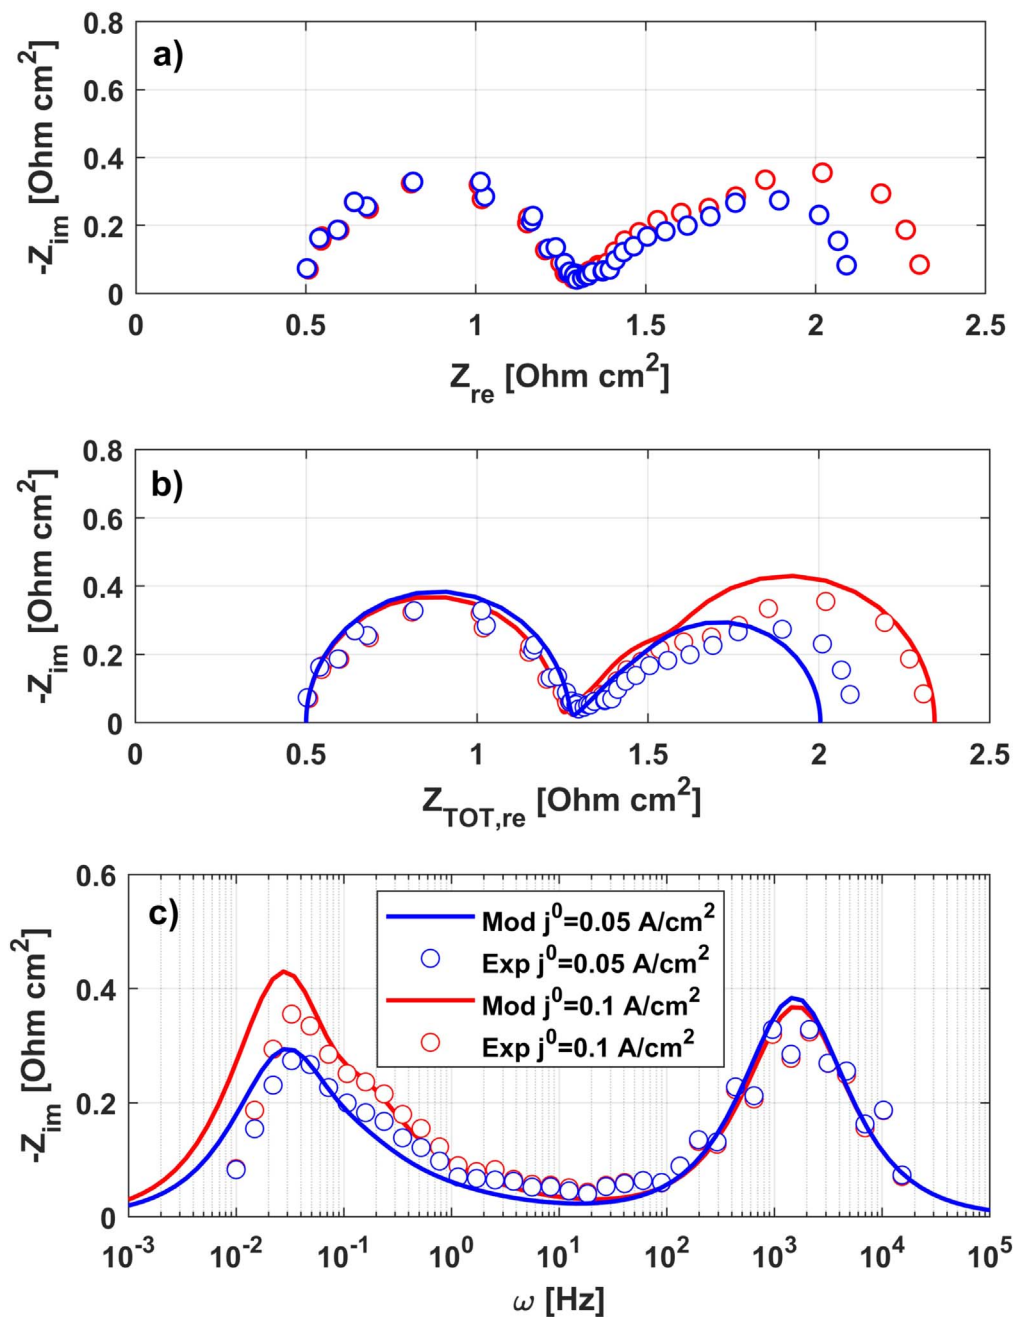 a)
-Z_im [Ohm cm^2]
0.8
0.6
0.4
0.2
0
0 0.5 1 1.5 2 2.5
Z_re [Ohm cm^2]
b)
-Z_im [Ohm cm^2]
0.8
0.6
0.4
0.2
0
0 0.5 1 1.5 2 2.5
Z_TOT,re [Ohm cm^2]
c)
-Z_im [Ohm cm^2]
0.6
0.4
0.2
0
Mod j^0=0.05 A/cm^2
Exp j^0=0.05 A/cm^2
Mod j^0=0.1 A/cm^2
Exp j^0=0.1 A/cm^2
10^-3 10^-2 10^-1 10^0 10^1 10^2 10^3 10^4 10^5
ω [Hz]